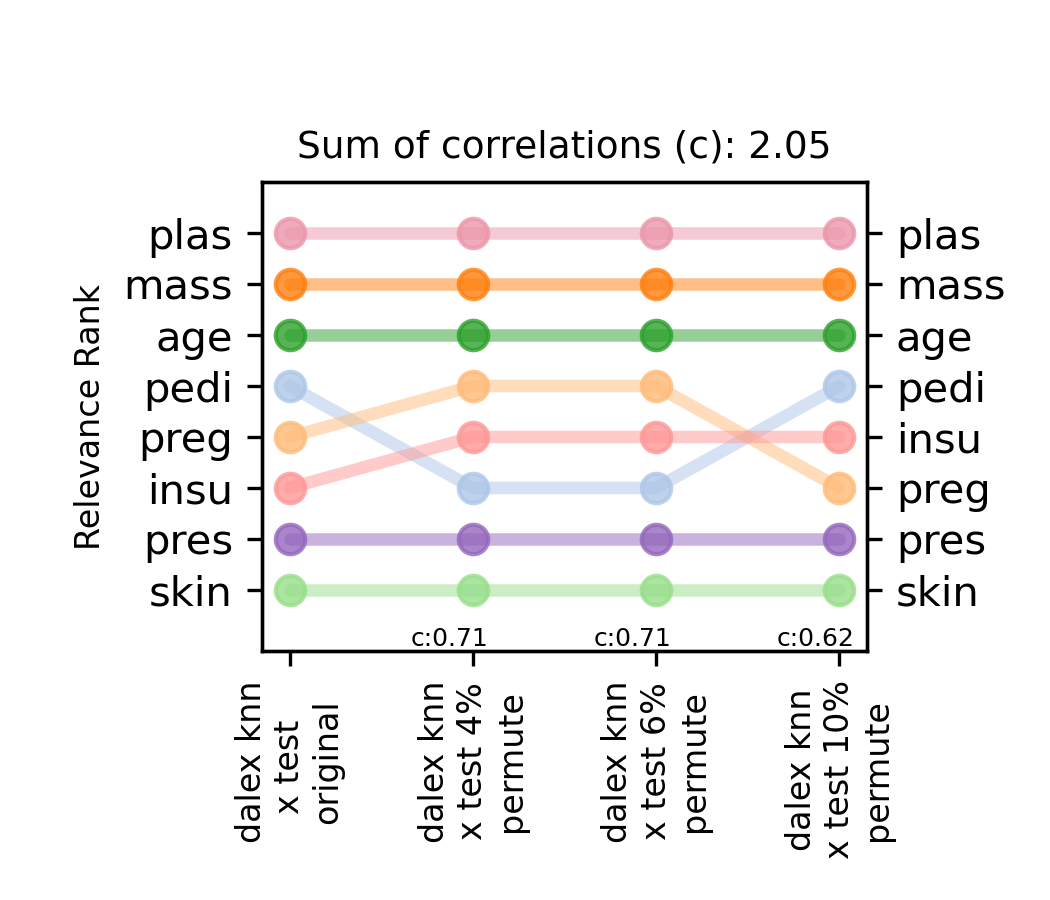 Sum of correlations (c): 2.05
Relevance Rank
plas
mass
age
pedi
preg
insu
pres
skin
plas
mass
age
pedi
insu
preg
pres
skin
c:0.71
c:0.71
c:0.62
dalex knn
x test
original
dalex knn
x test 4%
permute
dalex knn
x test 6%
permute
dalex knn
x test 10%
permute